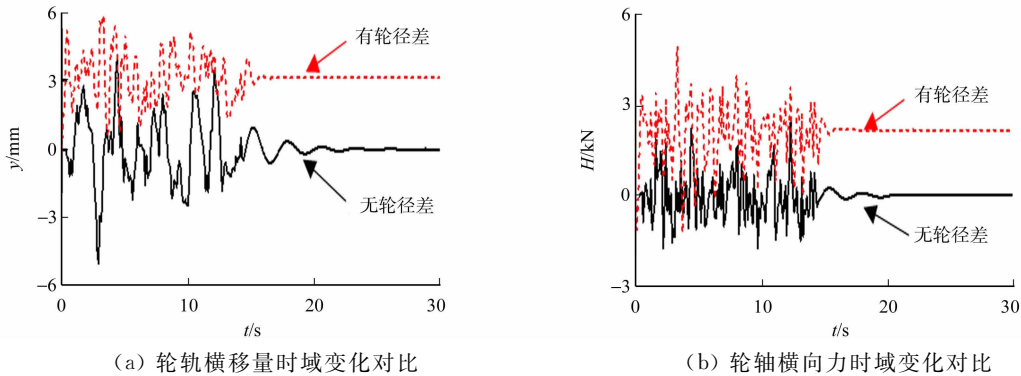 6
3
0
−3
−6
y/mm
0
10
20
30
t/s
有轮径差
无轮径差
(a) 轮轨横移量时域变化对比
6
3
0
−3
H/kN
0
10
20
30
t/s
有轮径差
无轮径差
(b) 轮轴横向力时域变化对比